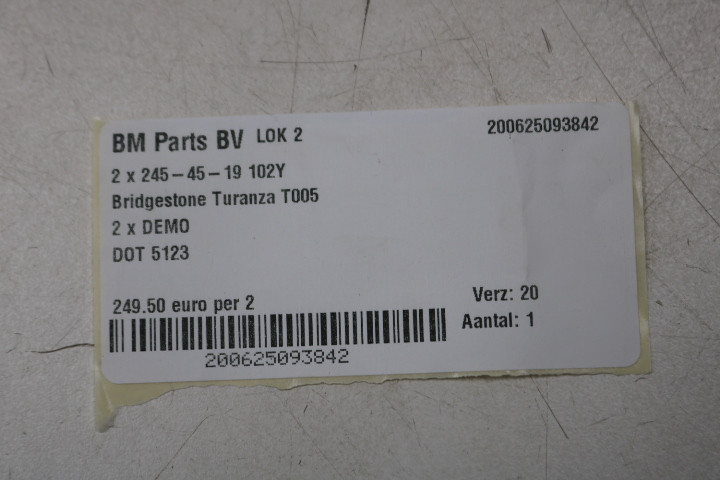 BM Parts BV LOK 2 200625093842
2 x 245-45-19 102Y
Bridgestone Turanza T005
2 x DEMO
DOT 5123
249.50 euro per 2 Verz: 20
Aantal: 1
200625093842